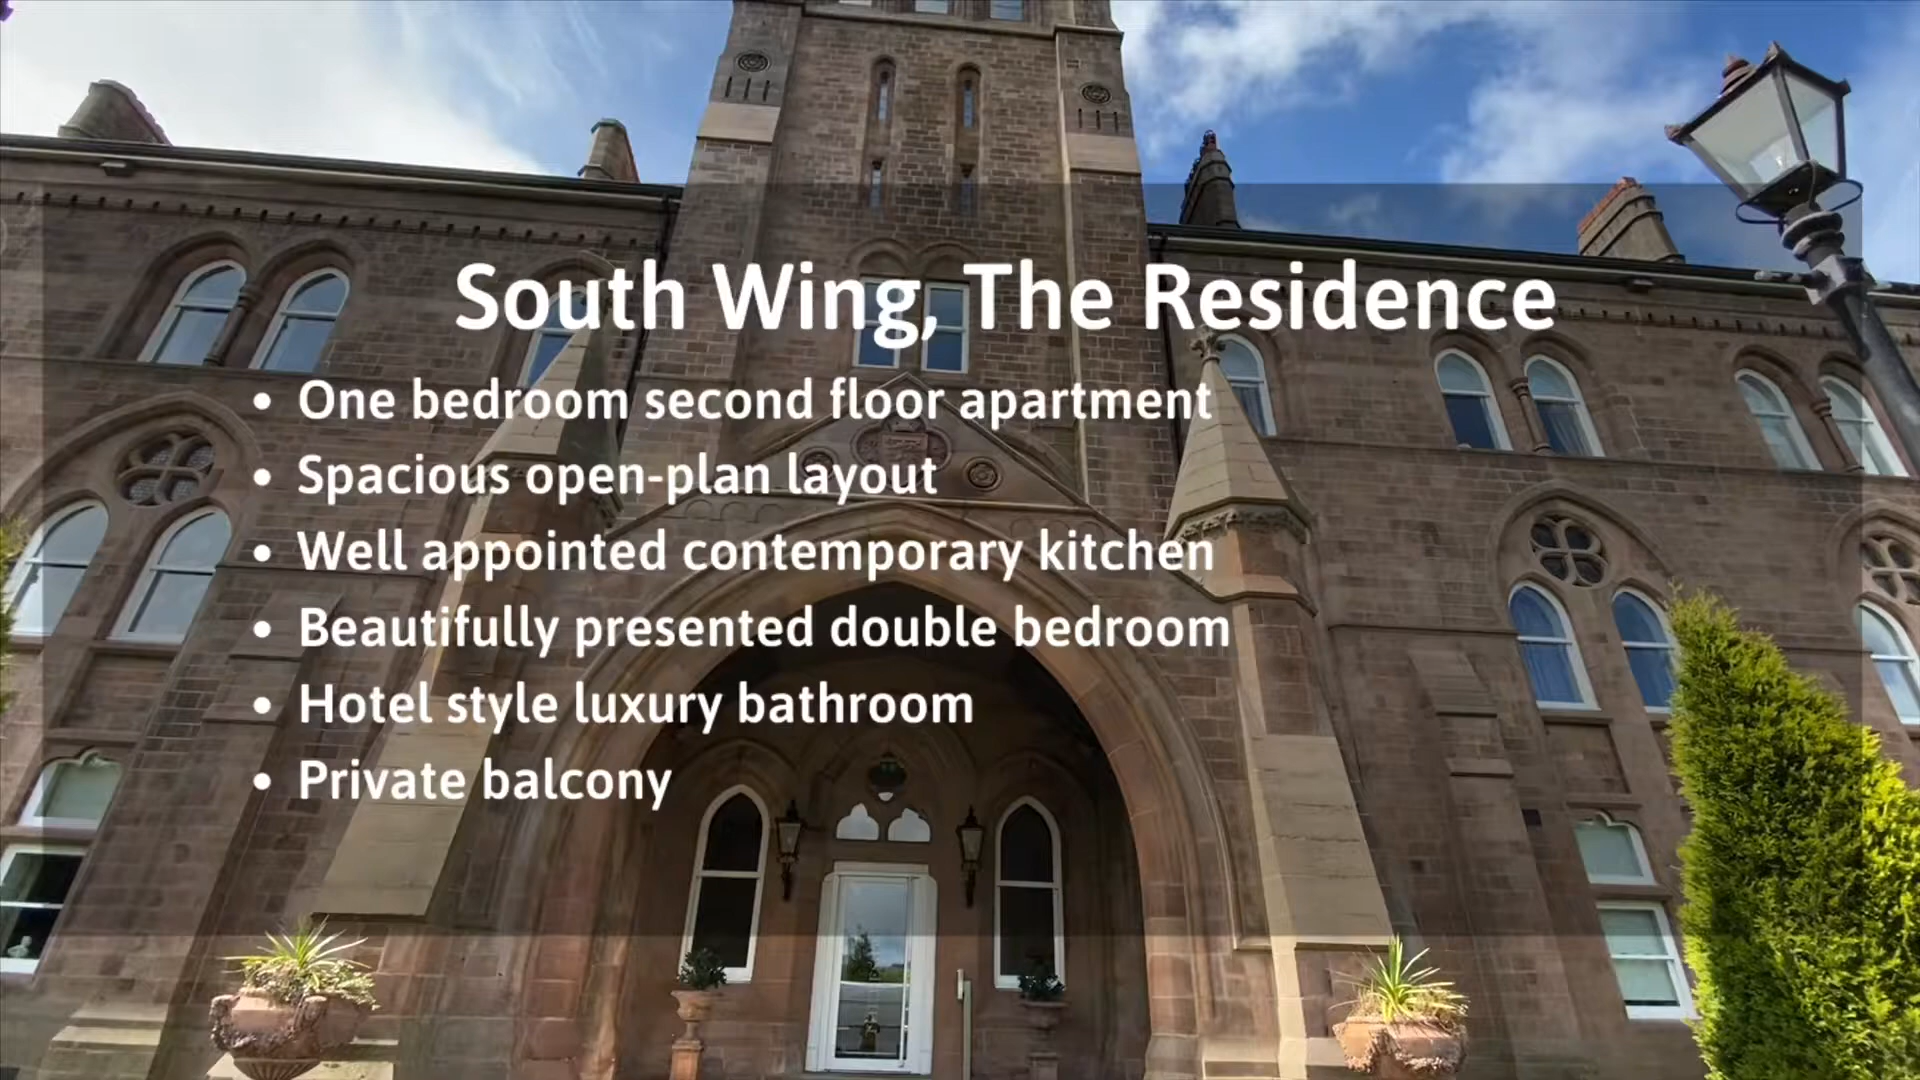 South Wing, The Residence
• One bedroom second floor apartment
• Spacious open-plan layout
• Well appointed contemporary kitchen
• Beautifully presented double bedroom
• Hotel style luxury bathroom
• Private balcony